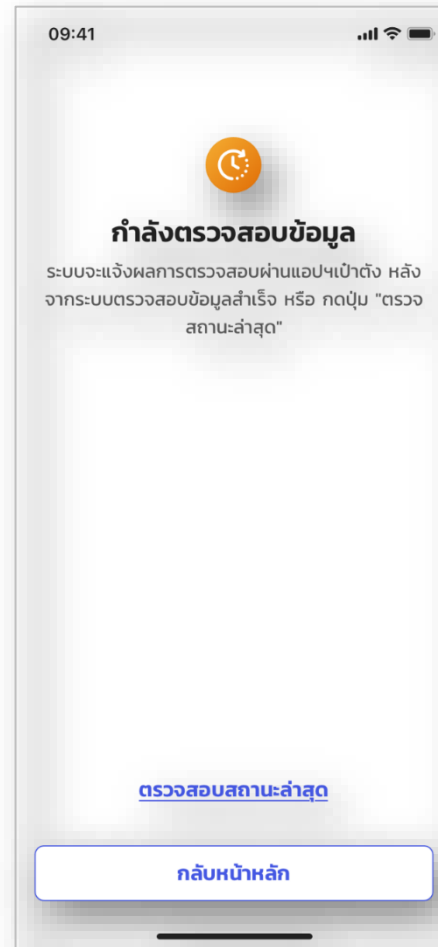 09:41
กำลังตรวจสอบข้อมูล
ระบบจะแจ้งผลการตรวจสอบผ่านแอปฯเป๋าตัง หลัง
จากระบบตรวจสอบข้อมูลสำเร็จ หรือ กดปุ่ม "ตรวจ
สถานะล่าสุด"
ตรวจสอบสถานะล่าสุด
กลับหน้าหลัก